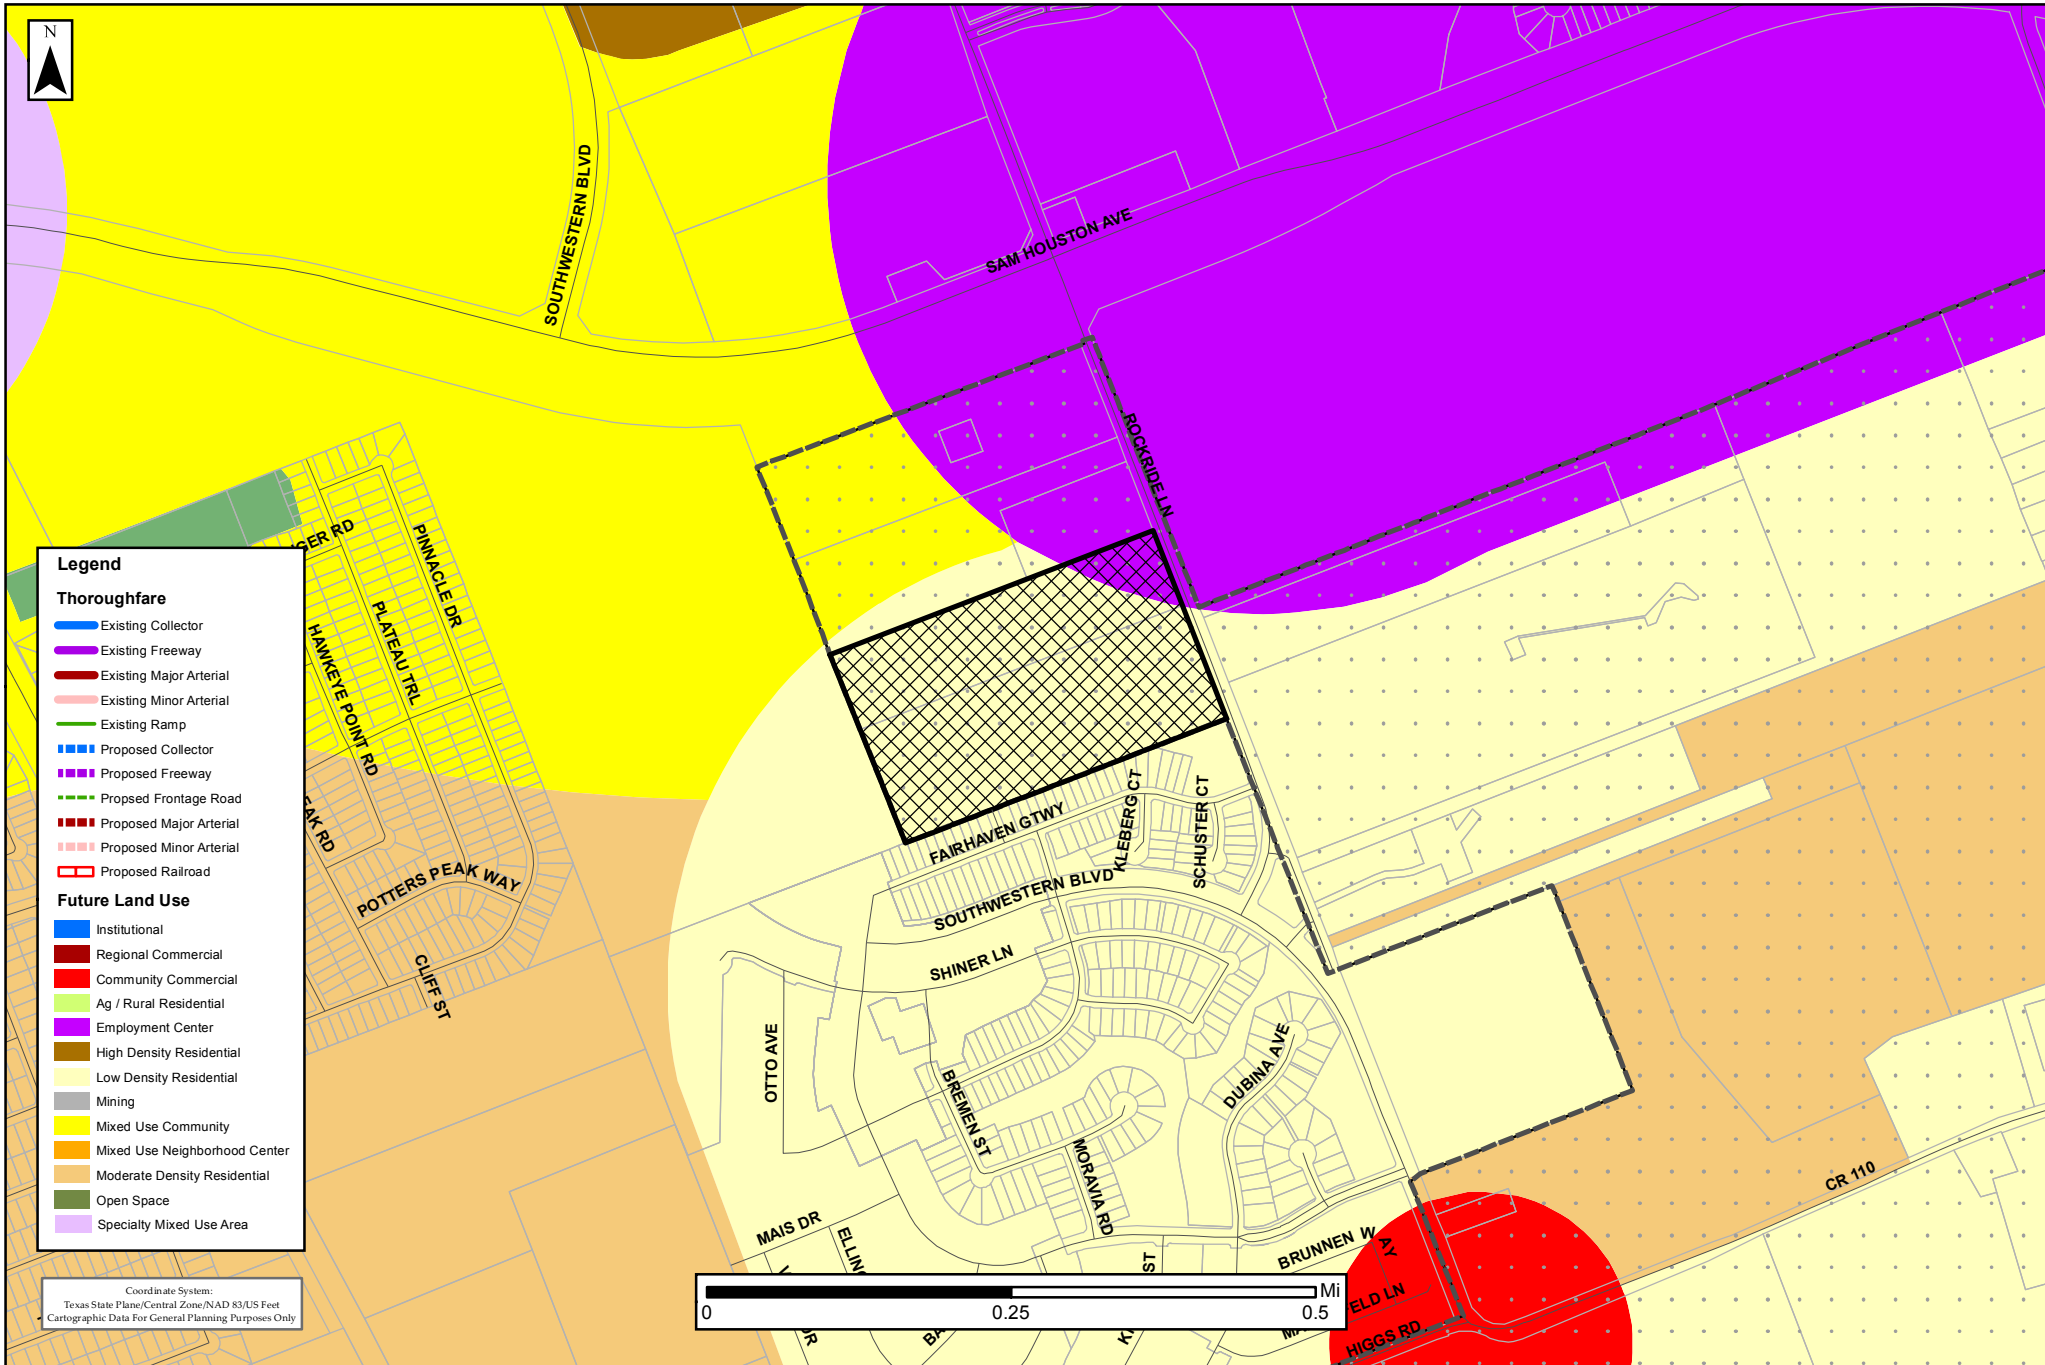 N
SOUTHWESTERN BLVD
SAM HOUSTON AVE
ROCKRIDE LN
PINNACLE DR
PLATEAU TRL
HAWKEYE POINT RD
POTTERS PEAK WAY
CLIFF ST
FAIRHAVEN GTWY
KLEBERG CT
SCHUSTER CT
SOUTHWESTERN BLVD
SHINER LN
OTTO AVE
BREMEN ST
DUBINA AVE
MORAVIA RD
MAIS DR
BRUNNEN WAY
HIGGS RD
CR 110
ST
Legend
Thoroughfare
Existing Collector
Existing Freeway
Existing Major Arterial
Existing Minor Arterial
Existing Ramp
Proposed Collector
Proposed Freeway
Propsed Frontage Road
Proposed Major Arterial
Proposed Minor Arterial
Proposed Railroad
Future Land Use
Institutional
Regional Commercial
Community Commercial
Ag / Rural Residential
Employment Center
High Density Residential
Low Density Residential
Mining
Mixed Use Community
Mixed Use Neighborhood Center
Moderate Density Residential
Open Space
Specialty Mixed Use Area
Coordinate System:
Texas State Plane/Central Zone/NAD 83/US Feet
Cartographic Data For General Planning Purposes Only
0 0.25 0.5
Mi